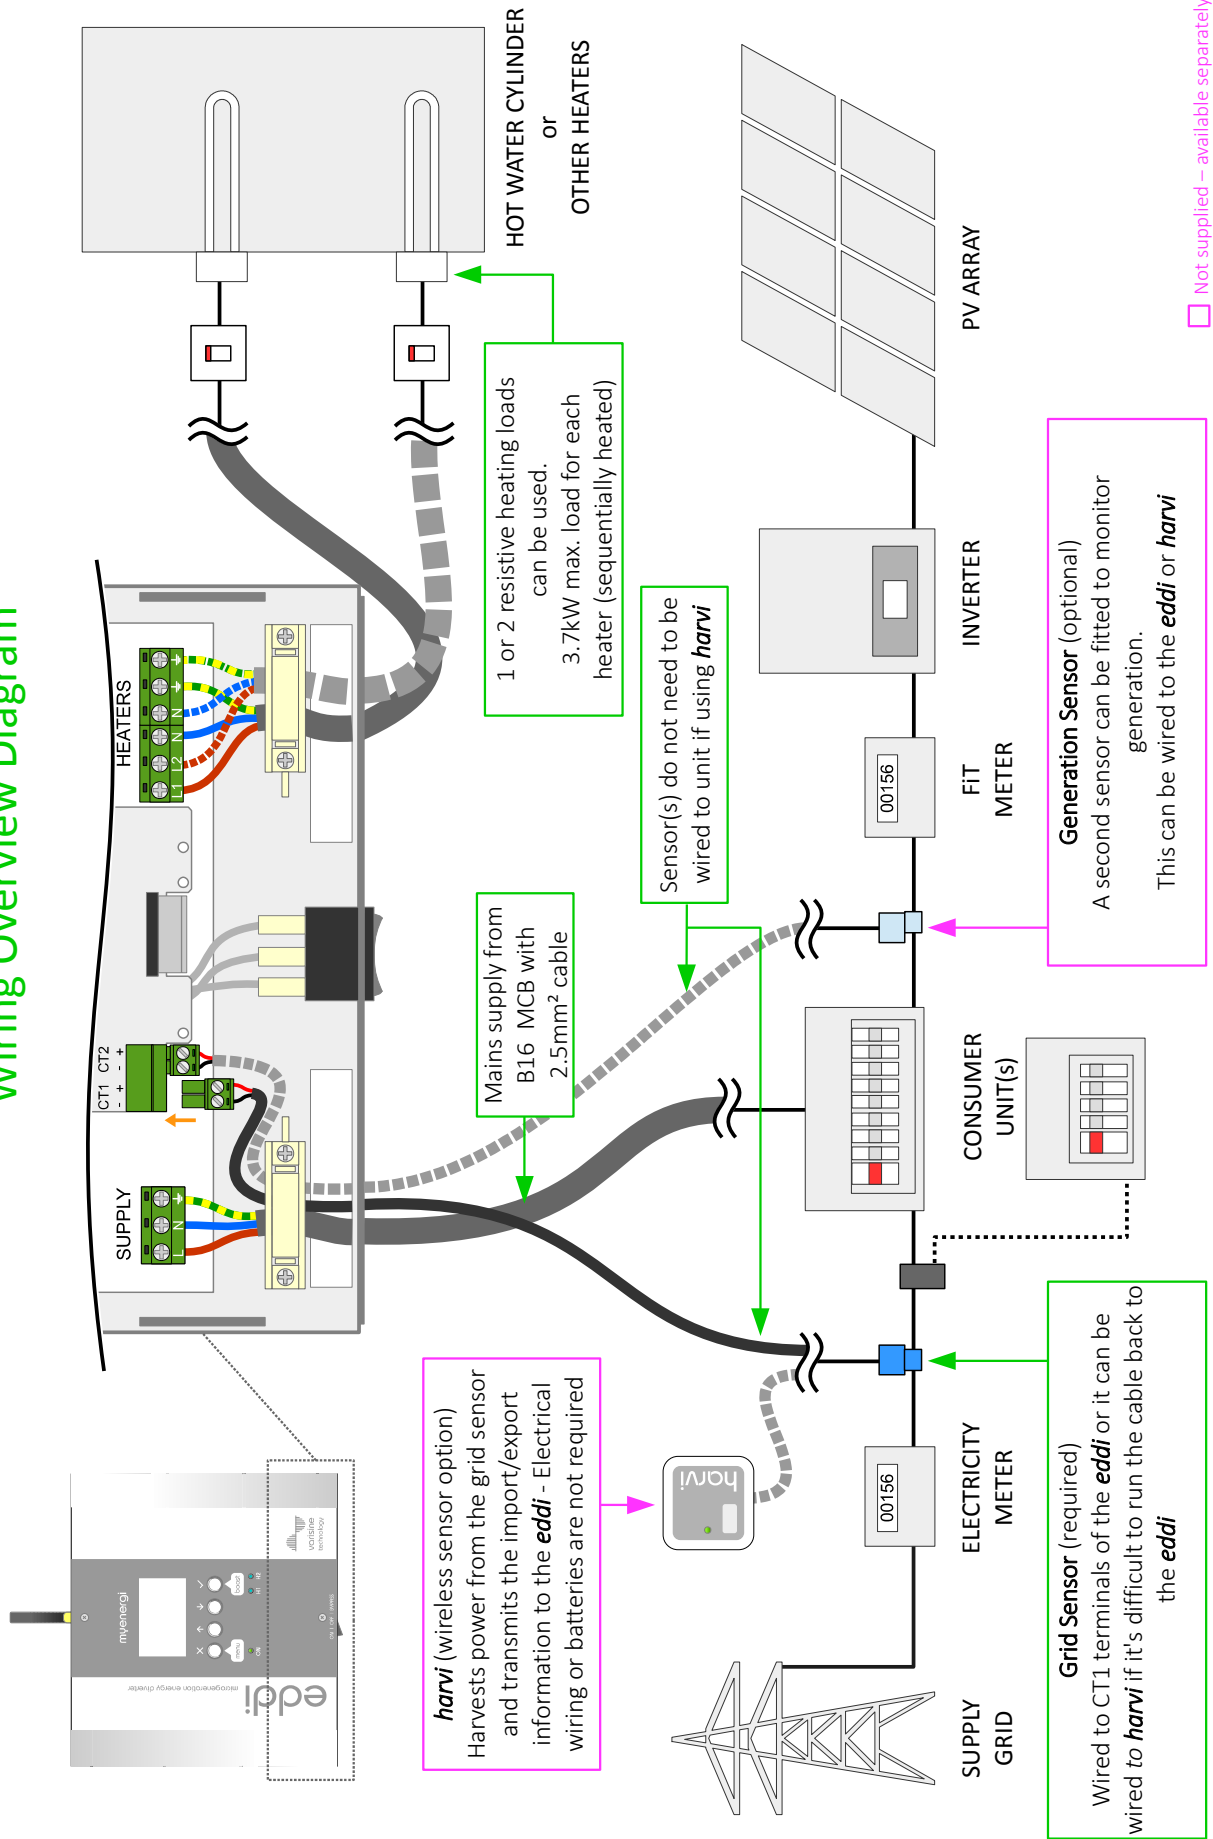 Wiring Overview Diagram
eddi
microgeneration energy diverter
myenergi
menu
boost
ON
H1
H2
varisine
technology
SUPPLY
L
N
CT1
CT2
- +
- +
HEATERS
L1
L2
N
N
HOT WATER CYLINDER
or
OTHER HEATERS
harvi (wireless sensor option)
Harvests power from the grid sensor
and transmits the import/export
information to the eddi - Electrical
wiring or batteries are not required
Mains supply from
B16 MCB with
2.5mm² cable
1 or 2 resistive heating loads
can be used.
3.7kW max. load for each
heater (sequentially heated)
Sensor(s) do not need to be
wired to unit if using harvi
harvi
00156
00156
SUPPLY
GRID
ELECTRICITY
METER
CONSUMER
UNIT(s)
FiT
METER
INVERTER
PV ARRAY
Grid Sensor (required)
Wired to CT1 terminals of the eddi or it can be
wired to harvi if it's difficult to run the cable back to
the eddi
Generation Sensor (optional)
A second sensor can be fitted to monitor
generation.
This can be wired to the eddi or harvi
Not supplied – available separately